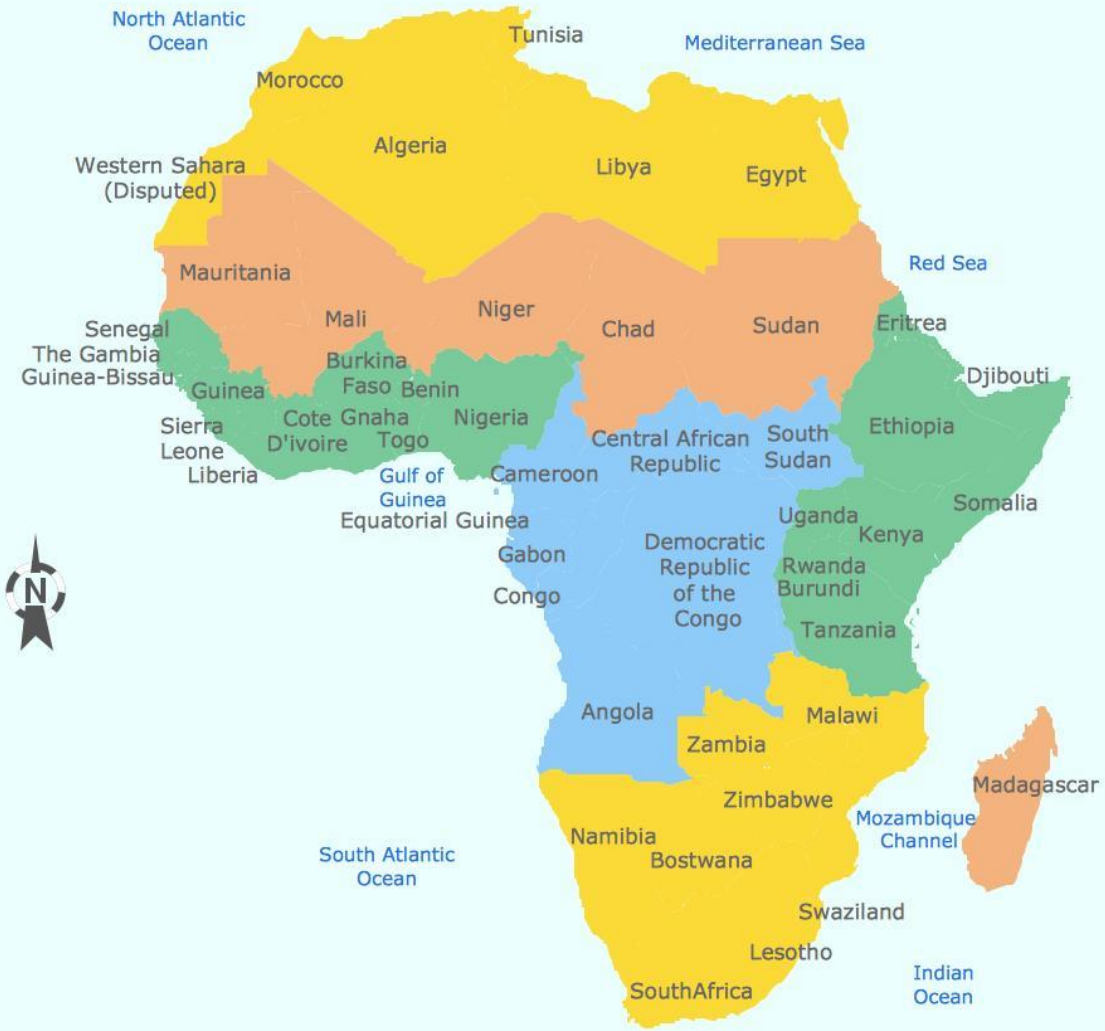 North Atlantic
Ocean
Tunisia
Mediterranean Sea
Morocco
Algeria
Libya
Egypt
Western Sahara
(Disputed)
Red Sea
Mauritania
Mali
Niger
Chad
Sudan
Eritrea
Senegal
The Gambia
Guinea-Bissau
Guinea
Burkina
Faso
Benin
Djibouti
Sierra
Leone
Liberia
Cote
D'ivoire
Gnaha
Togo
Nigeria
Ethiopia
Central African
Republic
South
Sudan
Gulf of
Guinea
Cameroon
Somalia
Equatorial Guinea
Uganda
Kenya
Gabon
Democratic
Republic
of the
Congo
Rwanda
Burundi
N
Congo
Tanzania
Angola
Malawi
Zambia
Madagascar
Zimbabwe
Mozambique
Channel
Namibia
Bostwana
South Atlantic
Ocean
Swaziland
Lesotho
SouthAfrica
Indian
Ocean